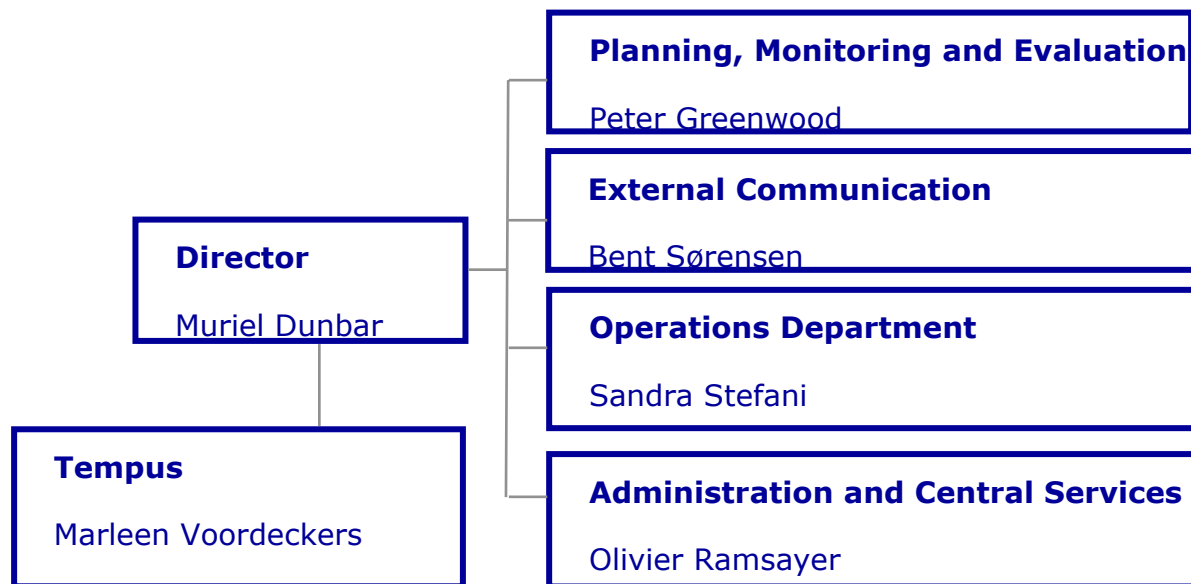 Planning, Monitoring and Evaluation
Peter Greenwood
External Communication
Bent Sørensen
Director
Muriel Dunbar
Operations Department
Sandra Stefani
Tempus
Marleen Voordeckers
Administration and Central Services
Olivier Ramsayer